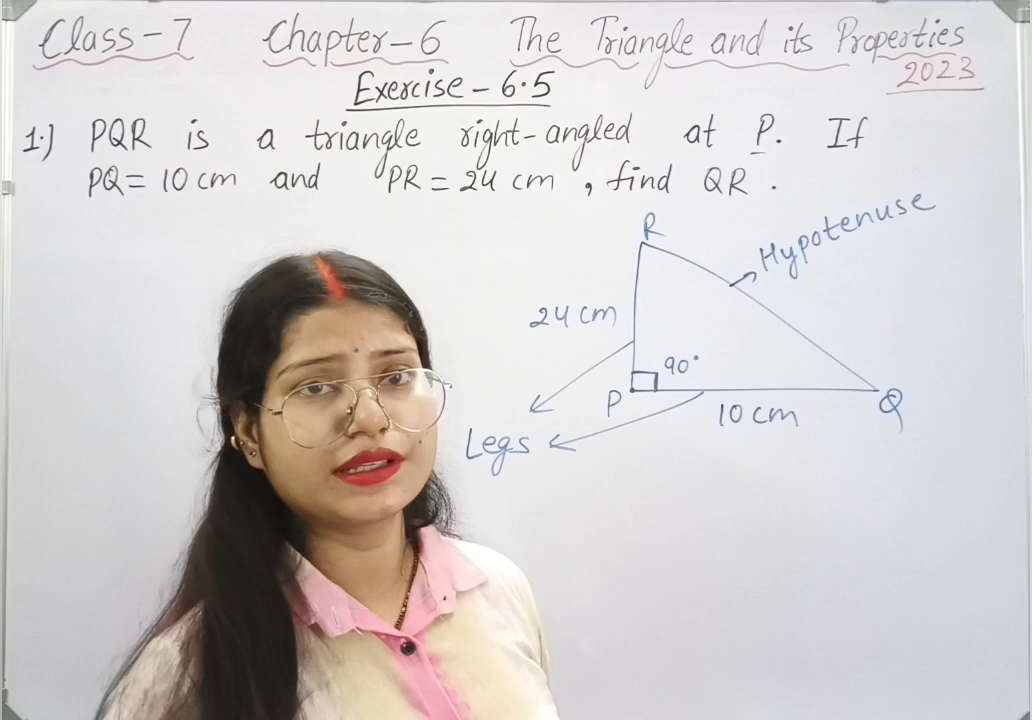 Class-7 Chapter-6 The Triangle and its Properties
2023
Exercise-6.5
1.) PQR is a triangle right-angled at P. If
PQ = 10 cm and PR = 24 cm, find QR.
R
Hypotenuse
24 cm
90°
P
10 cm
Q
Legs